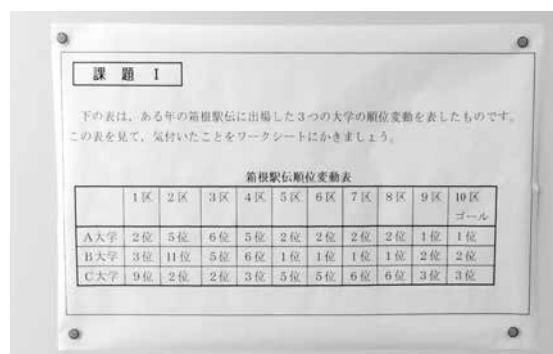 課題 I
下の表は、ある年の箱根駅伝に出場した3つの大学の順位変動を表したものです。
この表を見て、気付いたことをワークシートにかきましょう。
箱根駅伝順位変動表
1区 2区 3区 4区 5区 6区 7区 8区 9区 10区
ゴール
A大学 2位 5位 6位 5位 2位 2位 2位 2位 1位 1位
B大学 3位 11位 5位 6位 1位 1位 1位 1位 2位 2位
C大学 9位 2位 2位 3位 5位 5位 6位 6位 3位 3位